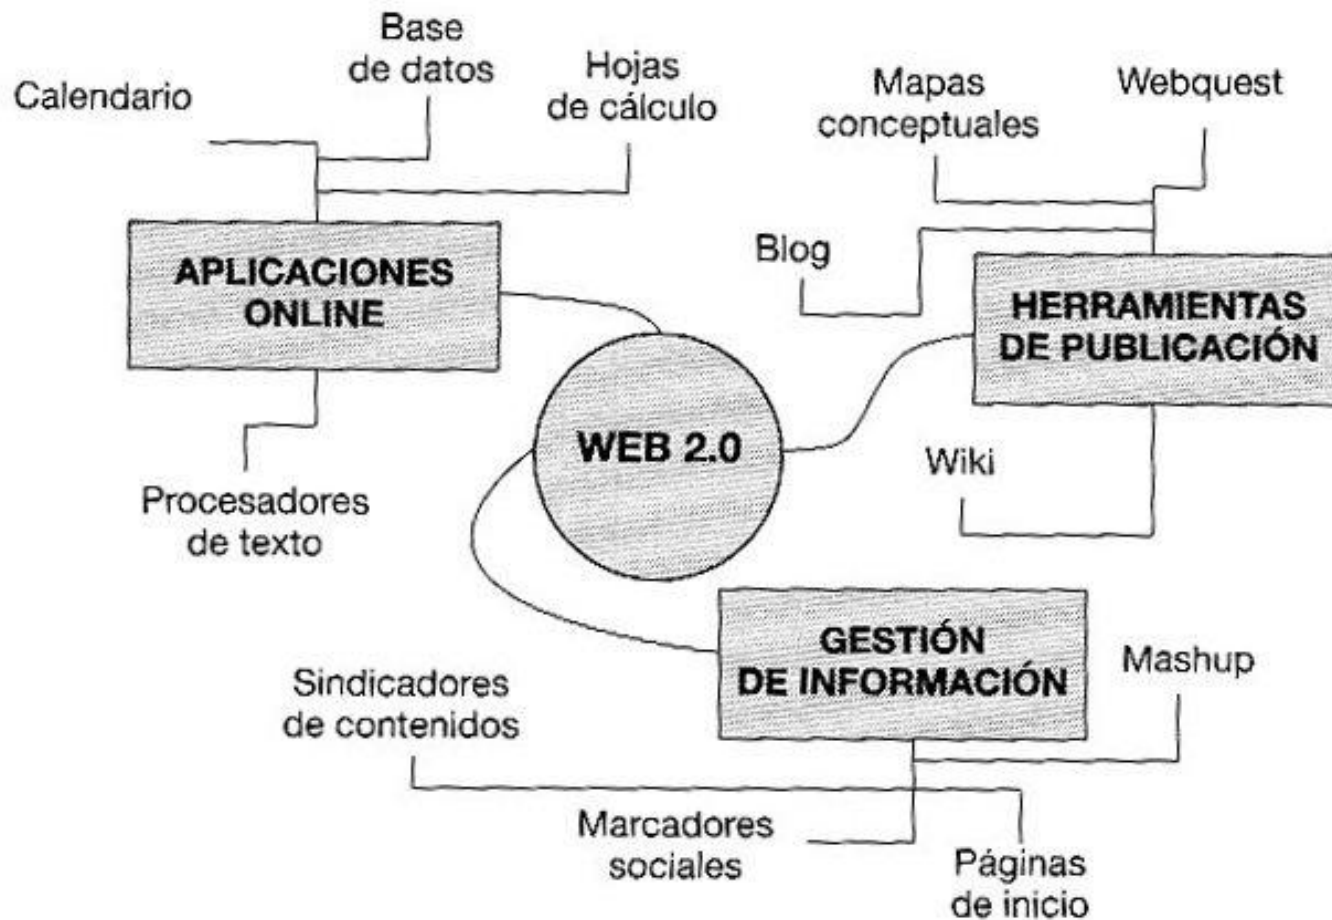 Calendario
Base
de datos
Hojas
de cálculo
APLICACIONES
ONLINE
Procesadores
de texto
Mapas
conceptuales
Webquest
Blog
HERRAMIENTAS
DE PUBLICACIÓN
Wiki
WEB 2.0
GESTIÓN
DE INFORMACIÓN
Mashup
Sindicadores
de contenidos
Marcadores
sociales
Páginas
de inicio